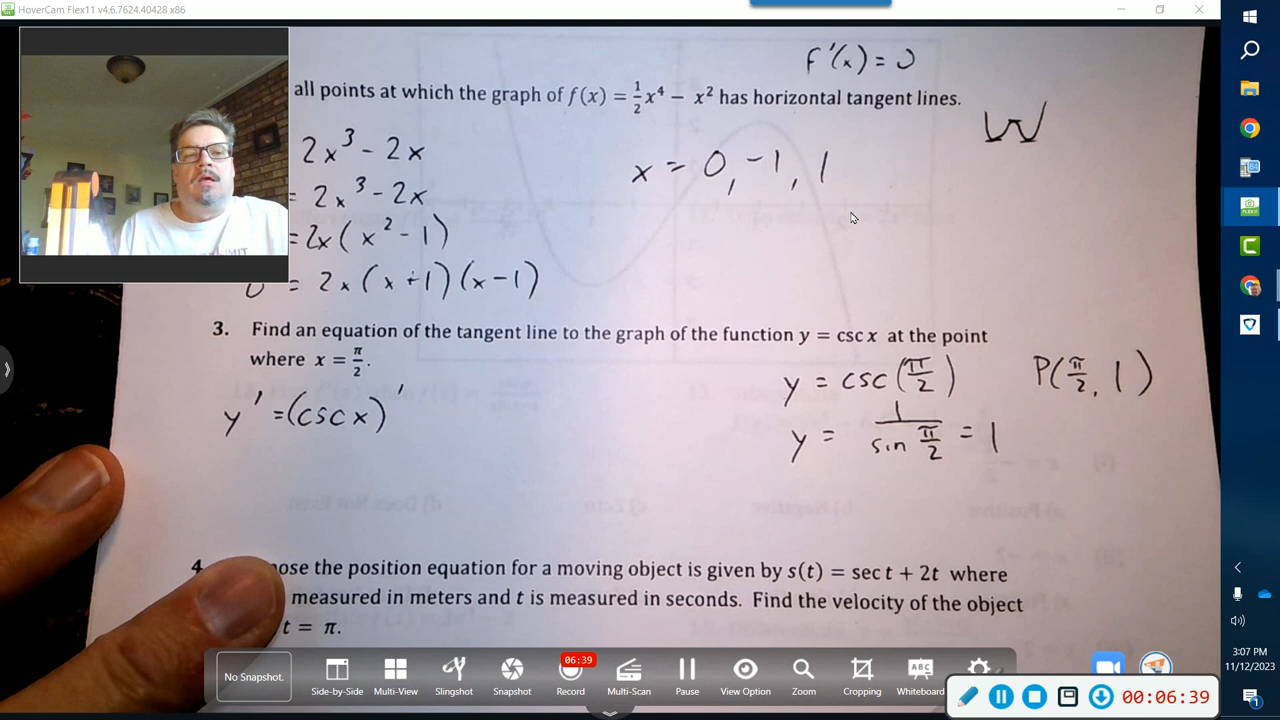 HoverCam Flex11 v4.6.7624.40428 x86
f'(x) = 0
all points at which the graph of f(x) = 1/2 x⁴ − x² has horizontal tangent lines.
2x³ - 2x
x = 0, -1, 1
= 2x³ - 2x
= 2x(x² - 1)
0 = 2x(x+1)(x-1)
3. Find an equation of the tangent line to the graph of the function y = csc x at the point
where x = π/2.
y = csc(π/2) P(π/2, 1)
y' = (csc x)'
y = 1/sin π/2 = 1
4 ose the position equation for a moving object is given by s(t) = sec t + 2t where
measured in meters and t is measured in seconds. Find the velocity of the object
t = π.
No Snapshot.
Side-by-Side Multi-View Slingshot Snapshot 06:39 Record Multi-Scan Pause View Option Zoom Cropping ABC Whiteboard
00:06:39
3:07 PM
11/12/2023